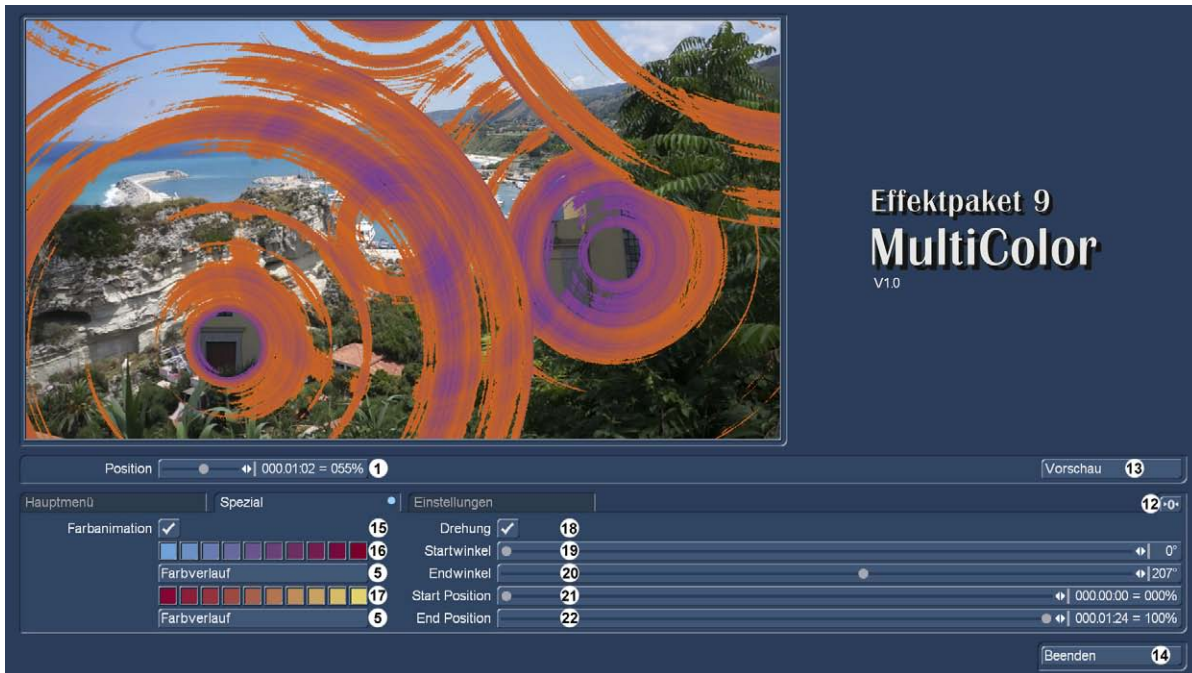 Effektpaket 9
MultiColor
V1.0
Position 000.01:02 = 055% 1
Vorschau 13
Hauptmenü Spezial Einstellungen 12 0
Farbanimation 15 Drehung 18
16 Startwinkel 19 0°
Farbverlauf 5 Endwinkel 20 207°
17 Start Position 21 000.00:00 = 000%
Farbverlauf 5 End Position 22 000.01:24 = 100%
Beenden 14